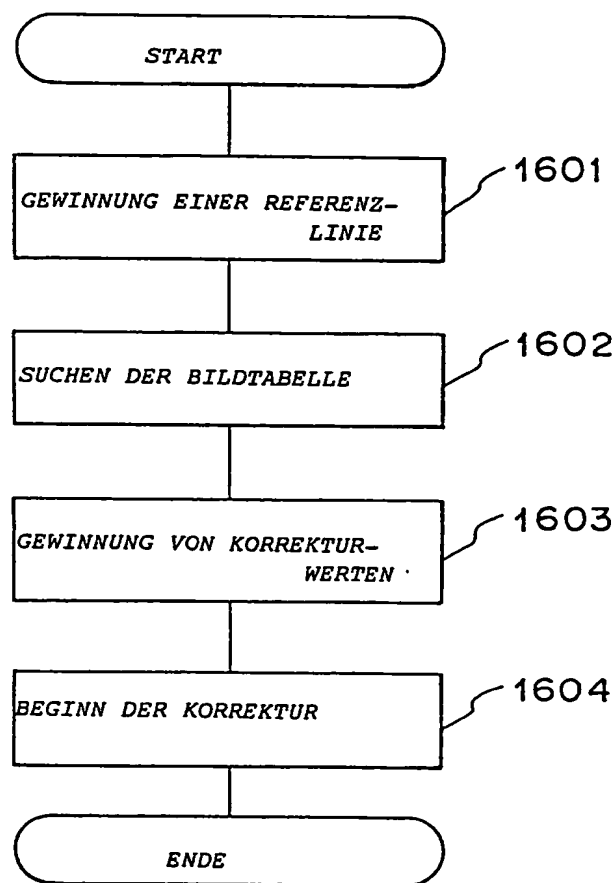 START
1601
GEWINNUNG EINER REFERENZ-
LINIE
1602
SUCHEN DER BILDTABELLE
1603
GEWINNUNG VON KORREKTUR-
WERTEN
1604
BEGINN DER KORREKTUR
ENDE